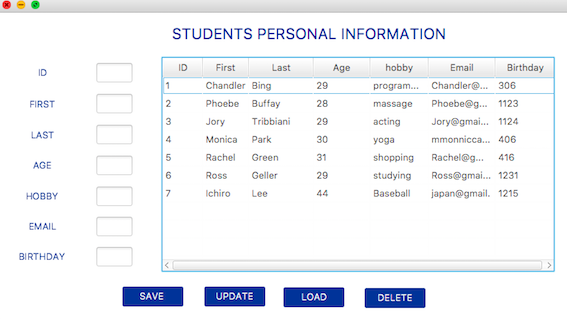 STUDENTS PERSONAL INFORMATION
ID First Last Age hobby Email Birthday
1 Chandler Bing 29 program... Chandler@... 306
2 Phoebe Buffay 28 massage Phoebe@g... 1123
3 Jory Tribbiani 29 acting Jory@gmai... 1124
4 Monica Park 30 yoga mmonnicca... 406
5 Rachel Green 31 shopping Rachel@g... 416
6 Ross Geller 29 studying Ross@gmai... 1231
7 Ichiro Lee 44 Baseball japan@gmail. 1215
ID
FIRST
LAST
AGE
HOBBY
EMAIL
BIRTHDAY
SAVE UPDATE LOAD DELETE